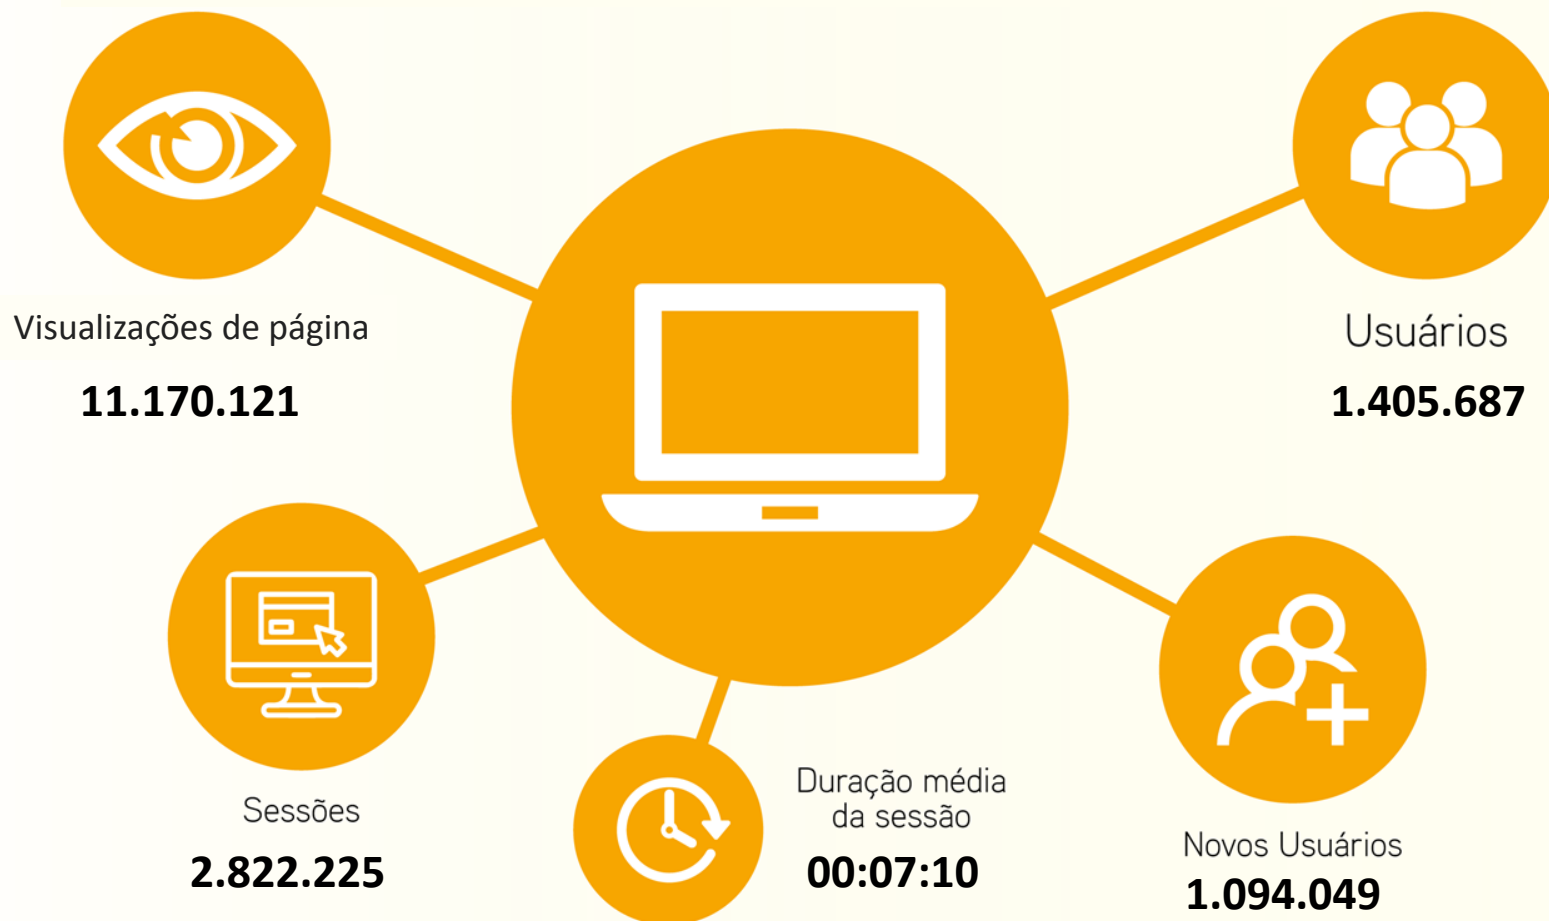 Visualizações de página
11.170.121
Usuários
1.405.687
Sessões
2.822.225
Duração média
da sessão
00:07:10
Novos Usuários
1.094.049